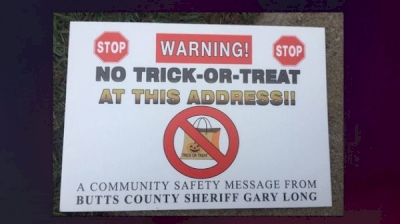 STOP
WARNING!
STOP
NO TRICK-OR-TREAT
AT THIS ADDRESS!!
TRICK OR TREAT
A COMMUNITY SAFETY MESSAGE FROM
BUTTS COUNTY SHERIFF GARY LONG